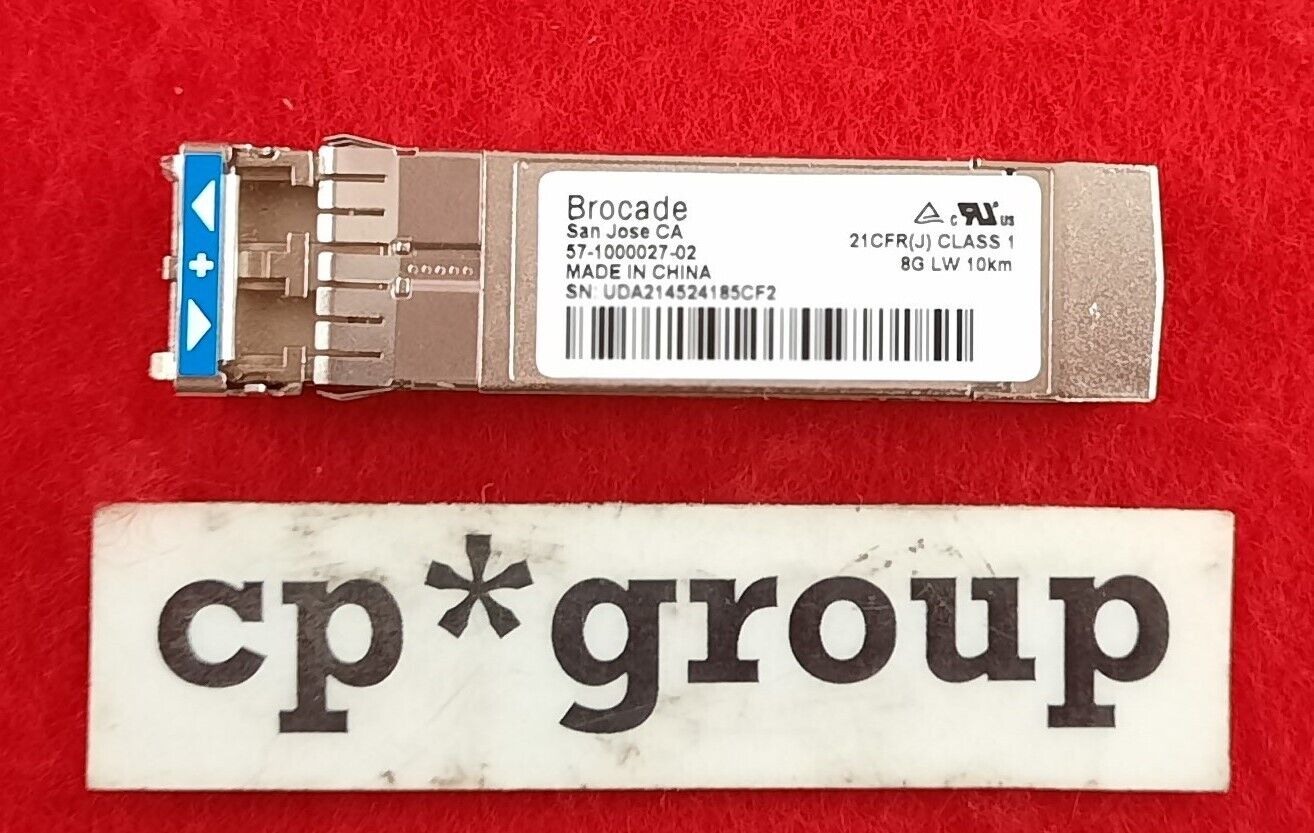 Brocade
San Jose CA
57-1000027-02
MADE IN CHINA
SN: UDA214524185CF2
c RU us
21CFR(J) CLASS 1
8G LW 10km
cp*group